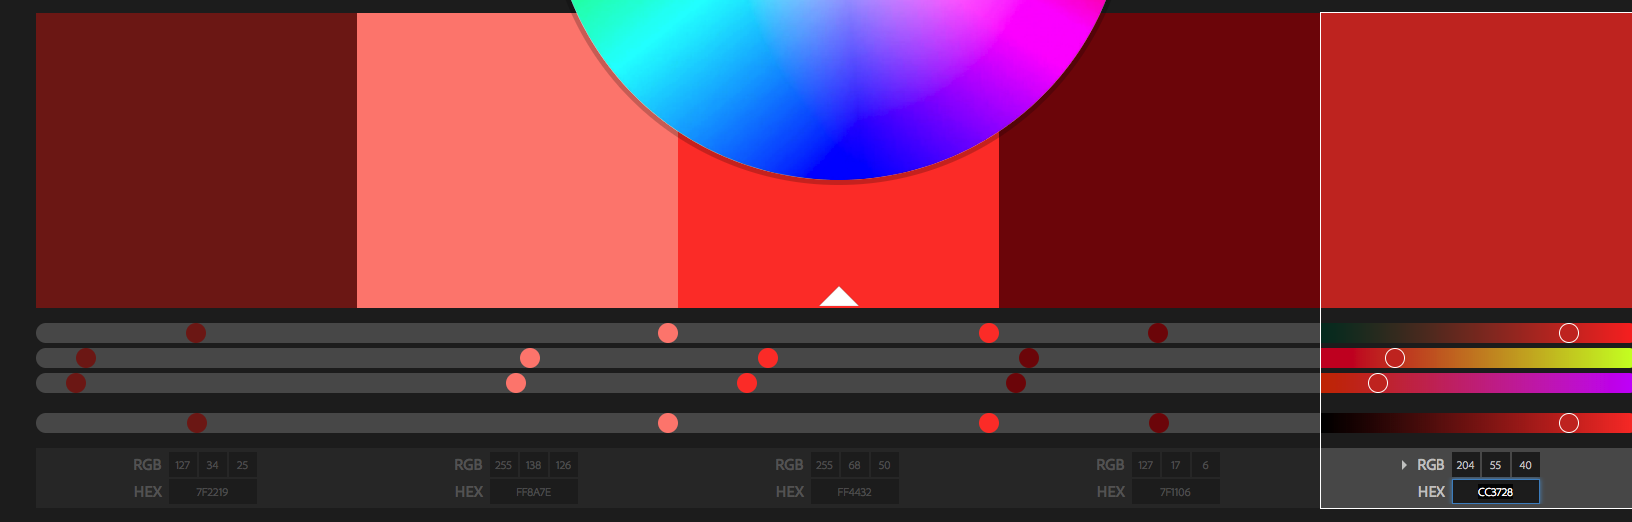 RGB 127 34 25
HEX 7F2219
RGB 255 138 126
HEX FF8A7E
RGB 255 68 50
HEX FF4432
RGB 127 17 6
HEX 7F1106
RGB 204 55 40
HEX CC3728